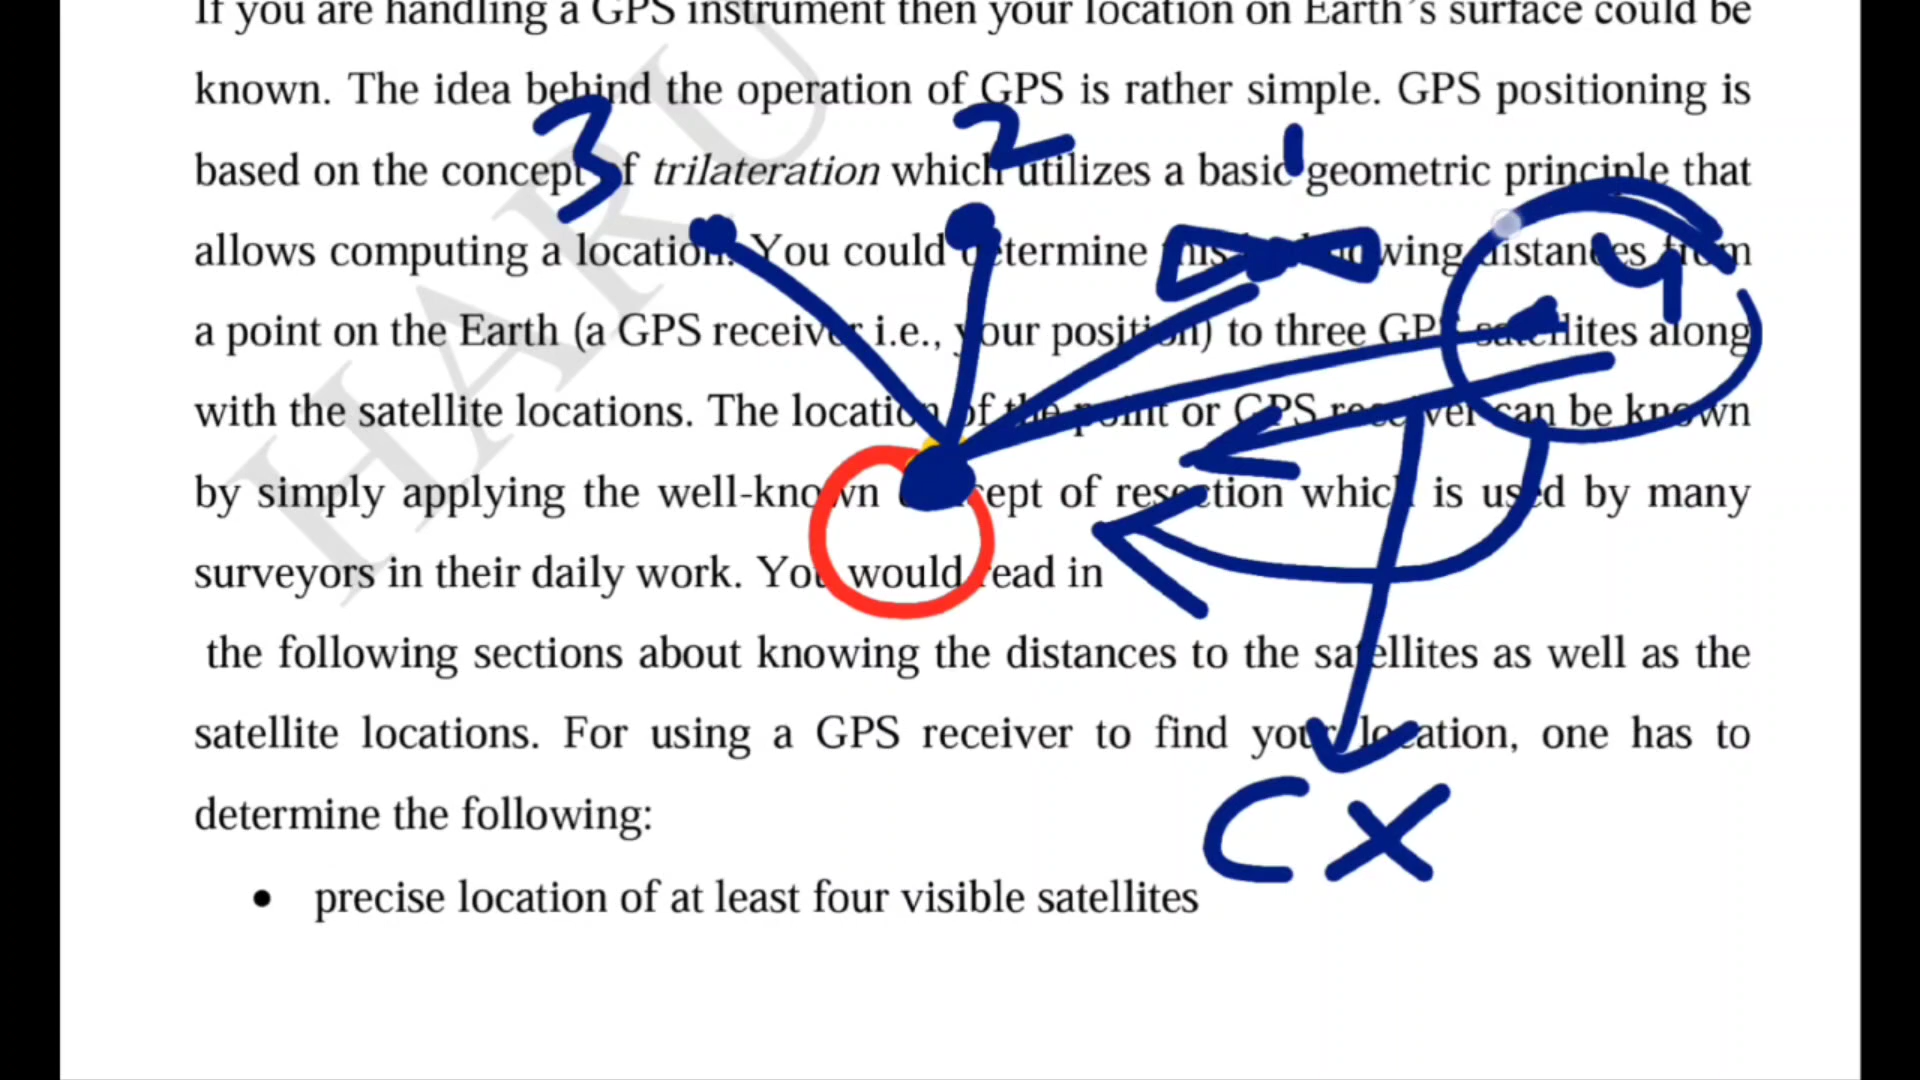 If you are handling a GPS instrument then your location on Earth's surface could be
known. The idea behind the operation of GPS is rather simple. GPS positioning is
based on the concept of trilateration which utilizes a basic geometric principle that
allows computing a location. You could determine this by knowing distances from
a point on the Earth (a GPS receiver i.e., your position) to three GPS satellites along
with the satellite locations. The location of the point or GPS receiver can be known
by simply applying the well-known concept of resection which is used by many
surveyors in their daily work. You would read in
the following sections about knowing the distances to the satellites as well as the
satellite locations. For using a GPS receiver to find your location, one has to
determine the following:
• precise location of at least four visible satellites
3
2
1
4
CX
HARU